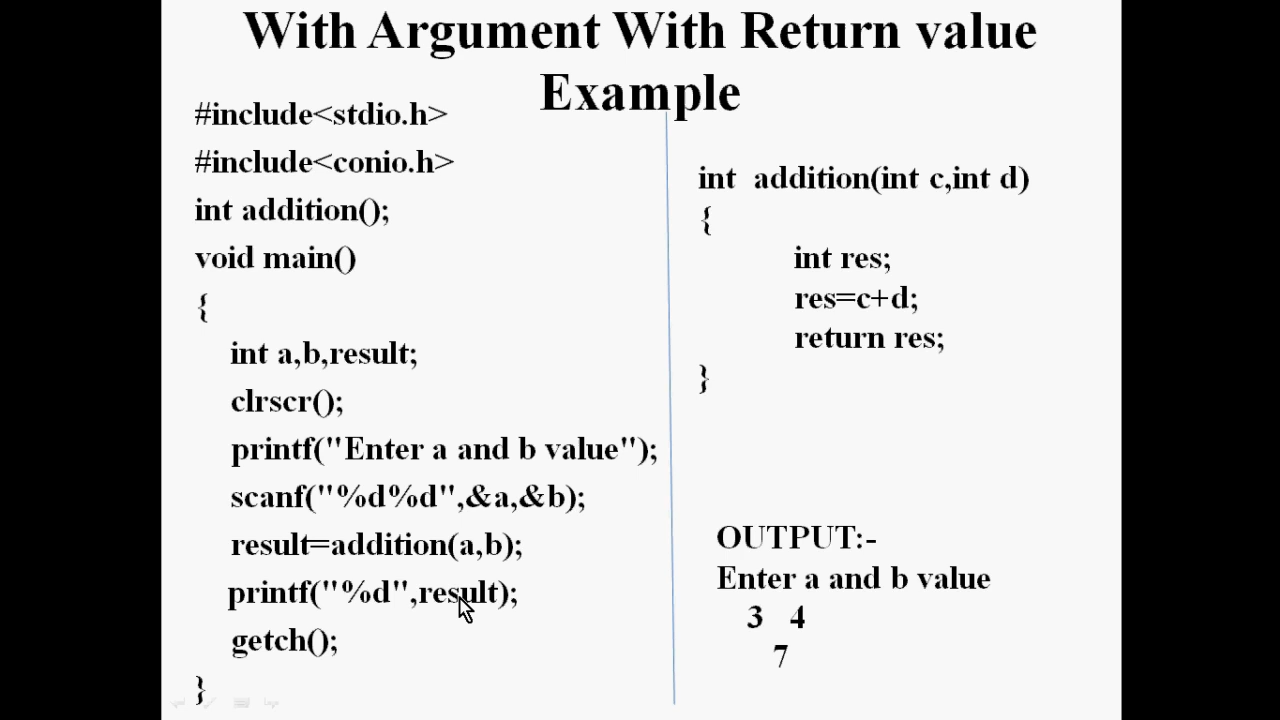 With Argument With Return value
Example
#include<stdio.h>
#include<conio.h>
int addition();
void main()
{
int a,b,result;
clrscr();
printf("Enter a and b value");
scanf("%d%d",&a,&b);
result=addition(a,b);
printf("%d",result);
getch();
}
int addition(int c,int d)
{
int res;
res=c+d;
return res;
}
OUTPUT:-
Enter a and b value
3 4
7